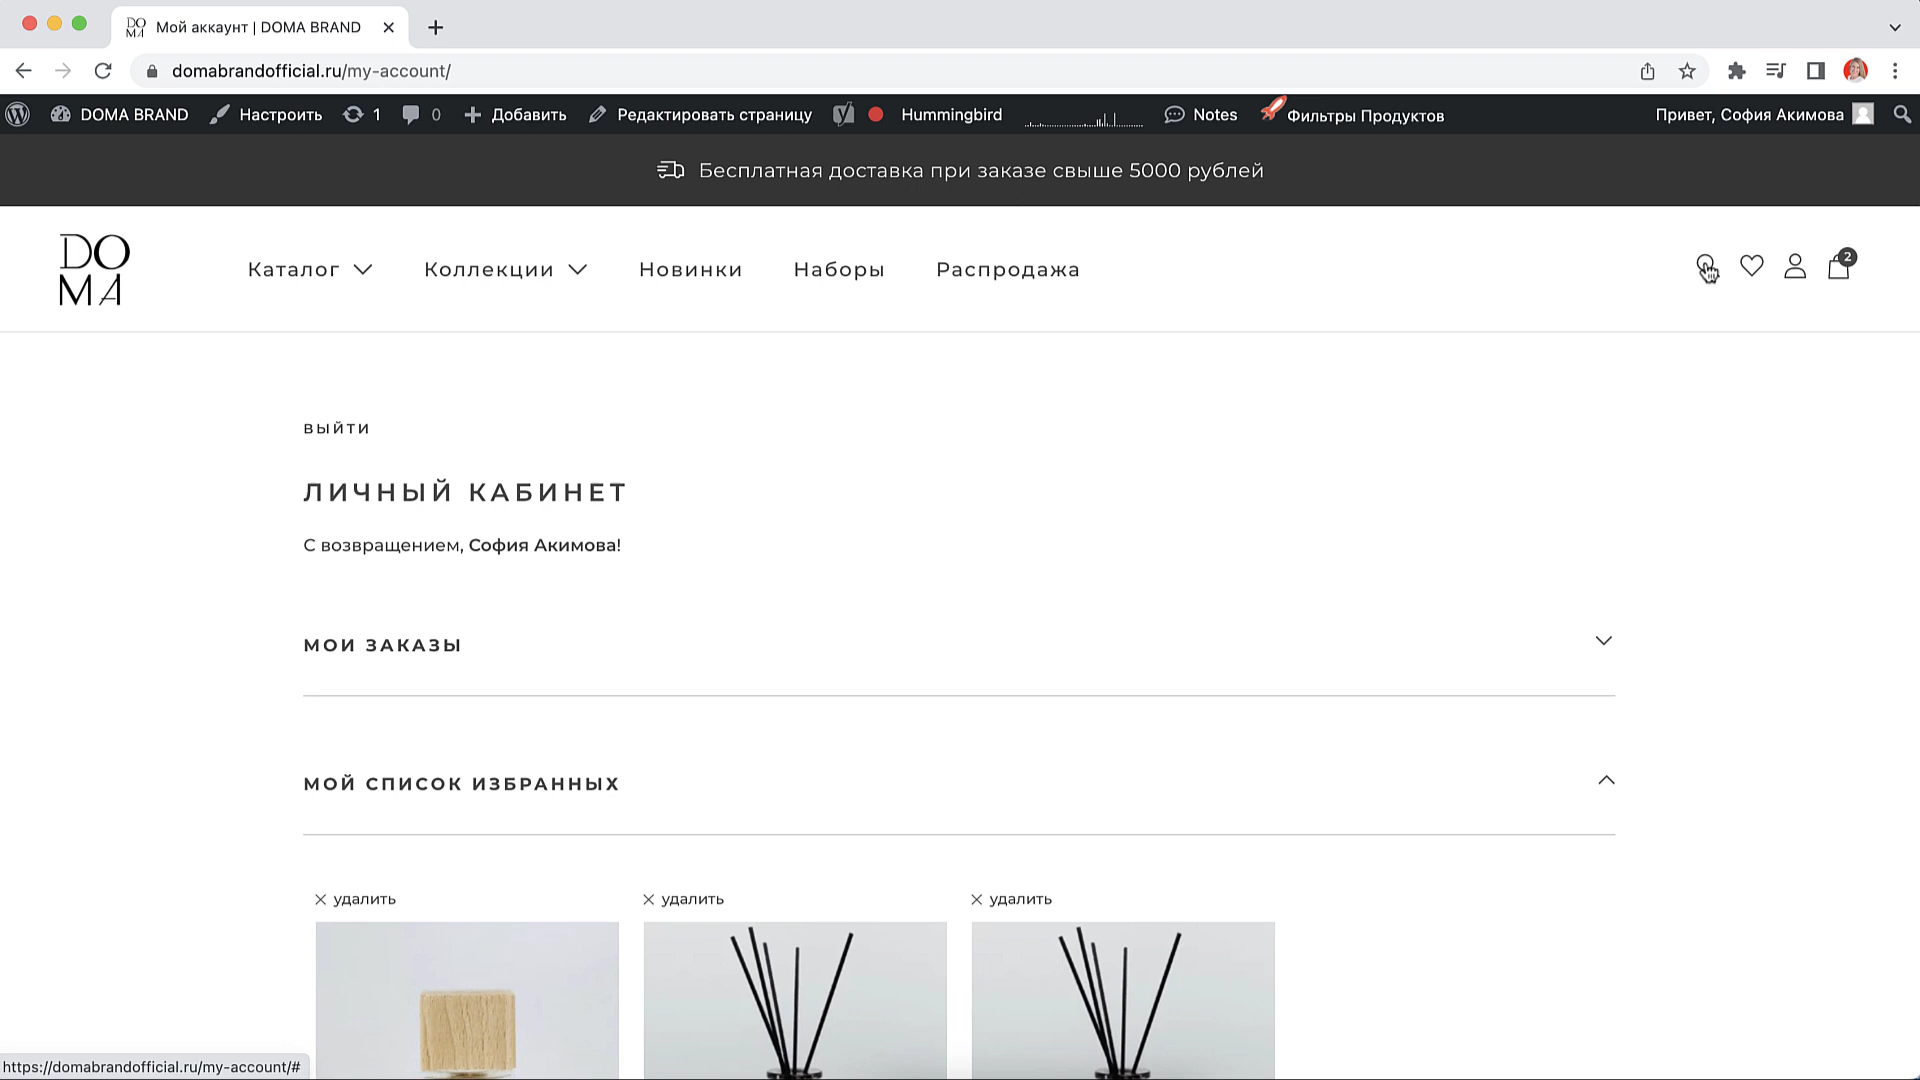 DO
MA
Мой аккаунт | DOMA BRAND
domabrandofficial.ru/my-account/
DOMA BRAND
Настроить
1
0
Добавить
Редактировать страницу
Hummingbird
Notes
Фильтры Продуктов
Привет, София Акимова
Бесплатная доставка при заказе свыше 5000 рублей
DO
MA
Каталог
Коллекции
Новинки
Наборы
Распродажа
2
выйти
ЛИЧНЫЙ КАБИНЕТ
С возвращением, София Акимова!
МОИ ЗАКАЗЫ
МОЙ СПИСОК ИЗБРАННЫХ
удалить
удалить
удалить
https://domabrandofficial.ru/my-account/#